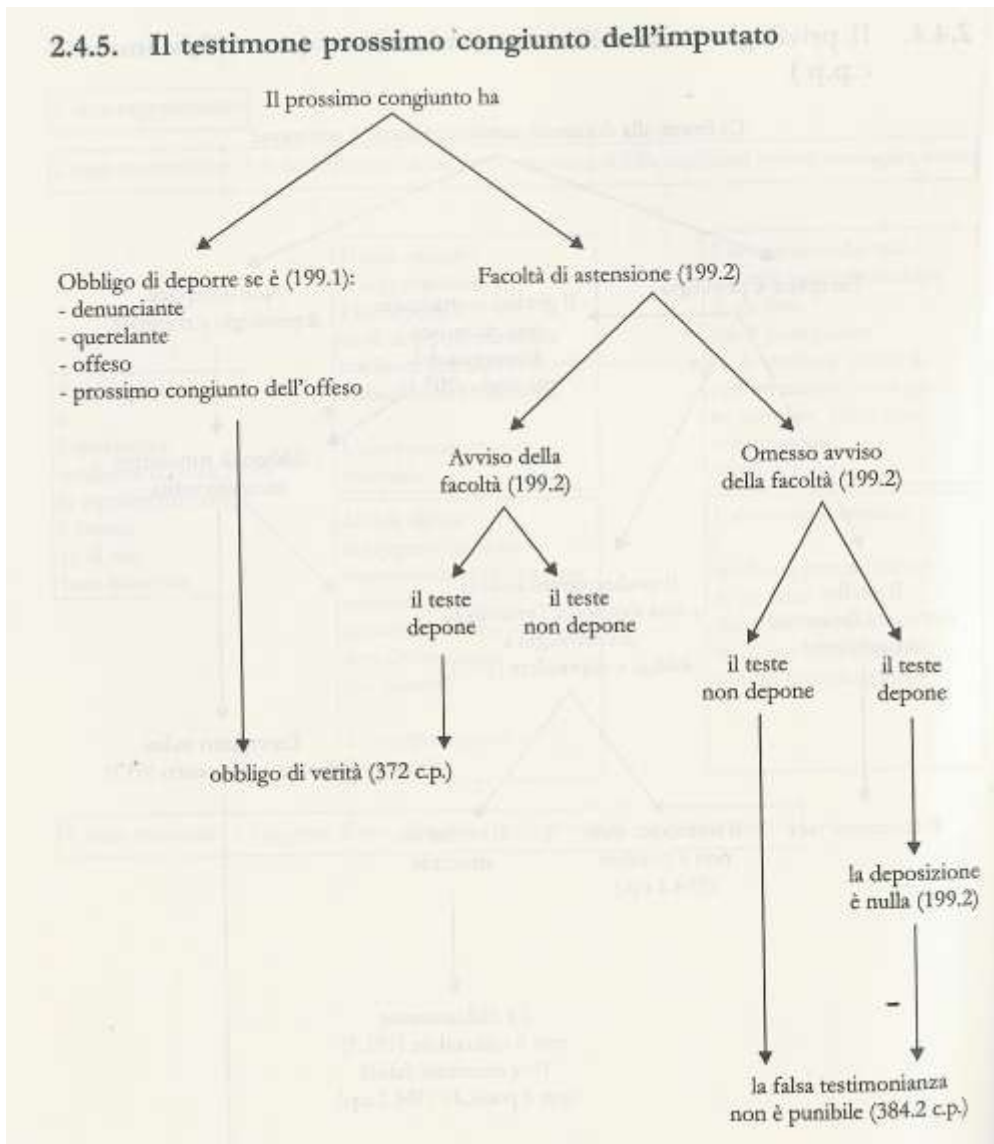 2.4.5. Il testimone prossimo congiunto dell'imputato
Il prossimo congiunto ha
Obbligo di deporre se è (199.1):
- denunciante
- querelante
- offeso
- prossimo congiunto dell'offeso
Facoltà di astensione (199.2)
Avviso della
facoltà (199.2)
Omesso avviso
della facoltà (199.2)
il teste
depone
il teste
non depone
il teste
non depone
il teste
depone
obbligo di verità (372 c.p.)
la deposizione
è nulla (199.2)
la falsa testimonianza
non è punibile (384.2 c.p.)